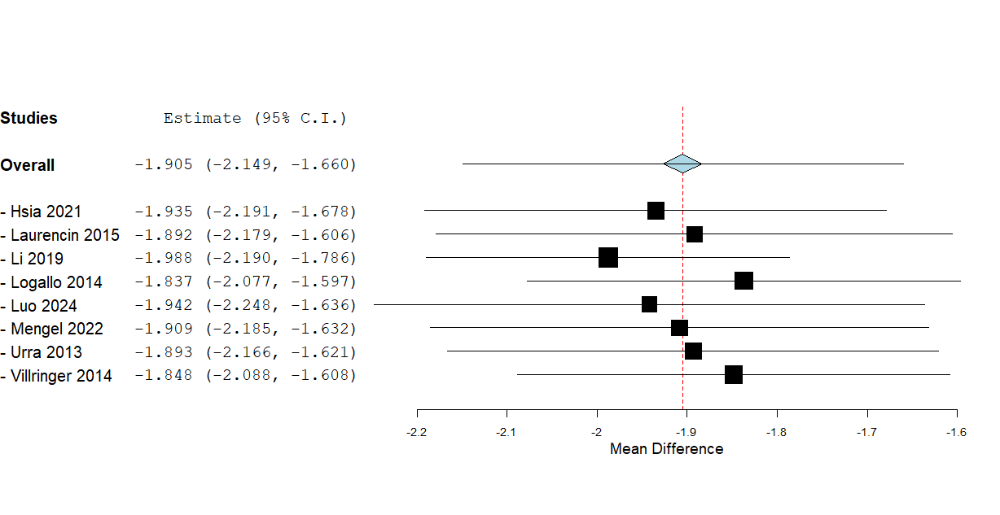 Studies Estimate (95% C.I.)
Overall -1.905 (-2.149, -1.660)
- Hsia 2021 -1.935 (-2.191, -1.678)
- Laurencin 2015 -1.892 (-2.179, -1.606)
- Li 2019 -1.988 (-2.190, -1.786)
- Logallo 2014 -1.837 (-2.077, -1.597)
- Luo 2024 -1.942 (-2.248, -1.636)
- Mengel 2022 -1.909 (-2.185, -1.632)
- Urra 2013 -1.893 (-2.166, -1.621)
- Villringer 2014 -1.848 (-2.088, -1.608)
-2.2 -2.1 -2 -1.9 -1.8 -1.7 -1.6
Mean Difference